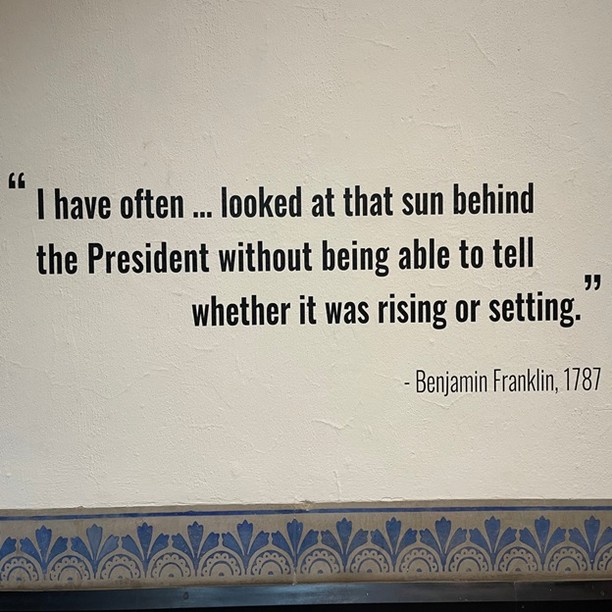 “I have often ... looked at that sun behind
the President without being able to tell
whether it was rising or setting.”
- Benjamin Franklin, 1787